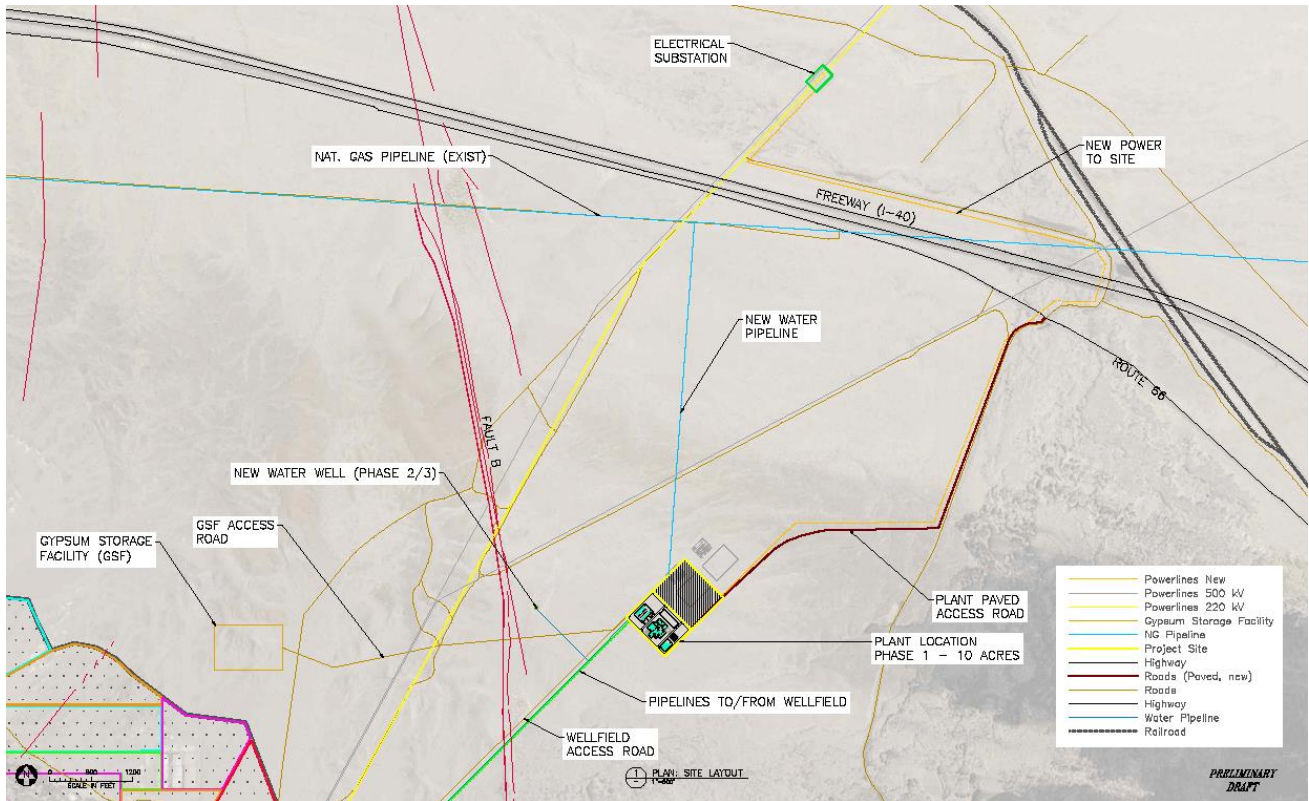 ELECTRICAL
SUBSTATION
NAT. GAS PIPELINE (EXIST)
NEW POWER
TO SITE
FREEWAY (I-40)
NEW WATER
PIPELINE
ROUTE 66
FAULT B
NEW WATER WELL (PHASE 2/3)
GSF ACCESS
ROAD
GYPSUM STORAGE
FACILITY (GSF)
PLANT PAVED
ACCESS ROAD
PLANT LOCATION
PHASE 1 - 10 ACRES
PIPELINES TO/FROM WELLFIELD
WELLFIELD
ACCESS ROAD
Powerlines New
Powerlines 500 kV
Powerlines 220 kV
Gypsum Storage Facility
NG Pipeline
Project Site
Highway
Roads (Paved, new)
Roads
Highway
Water Pipeline
Railroad
N
0 600 1200
SCALE IN FEET
1
PLAN: SITE LAYOUT
PRELIMINARY
DRAFT